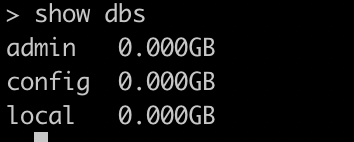 > show dbs
admin   0.000GB
config  0.000GB
local   0.000GB